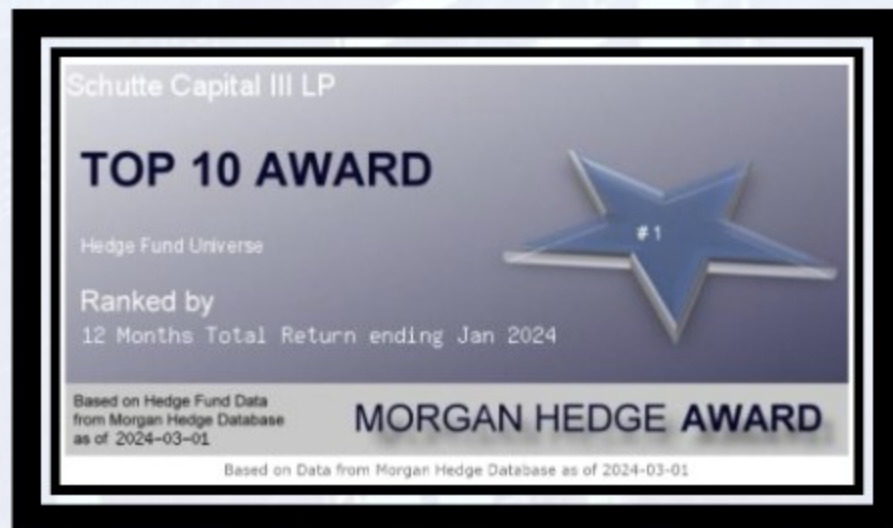 Schutte Capital III LP
TOP 10 AWARD
# 1
Hedge Fund Universe
Ranked by
12 Months Total Return ending Jan 2024
Based on Hedge Fund Data
from Morgan Hedge Database
as of 2024-03-01
MORGAN HEDGE AWARD
Based on Data from Morgan Hedge Database as of 2024-03-01